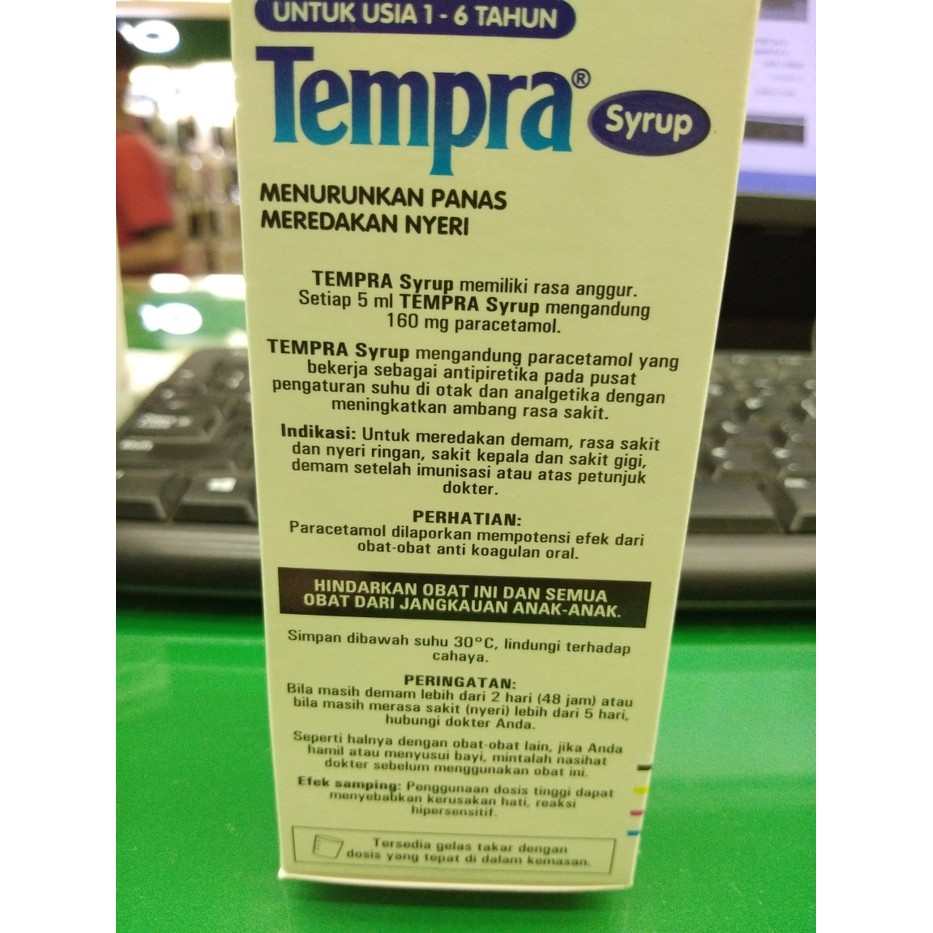 UNTUK USIA 1 - 6 TAHUN
Tempra®
Syrup
MENURUNKAN PANAS
MEREDAKAN NYERI
TEMPRA Syrup memiliki rasa anggur.
Setiap 5 ml TEMPRA Syrup mengandung
160 mg paracetamol.
TEMPRA Syrup mengandung paracetamol yang
bekerja sebagai antipiretika pada pusat
pengaturan suhu di otak dan analgetika dengan
meningkatkan ambang rasa sakit.
Indikasi: Untuk meredakan demam, rasa sakit
dan nyeri ringan, sakit kepala dan sakit gigi,
demam setelah imunisasi atau atas petunjuk
dokter.
PERHATIAN:
Paracetamol dilaporkan mempotensi efek dari
obat-obat anti koagulan oral.
HINDARKAN OBAT INI DAN SEMUA
OBAT DARI JANGKAUAN ANAK-ANAK.
Simpan dibawah suhu 30°C, lindungi terhadap
cahaya.
PERINGATAN:
Bila masih demam lebih dari 2 hari (48 jam) atau
bila masih merasa sakit (nyeri) lebih dari 5 hari,
hubungi dokter Anda.
Seperti halnya dengan obat-obat lain, jika Anda
hamil atau menyusui bayi, mintalah nasihat
dokter sebelum menggunakan obat ini.
Efek samping: Penggunaan dosis tinggi dapat
menyebabkan kerusakan hati, reaksi
hipersensitif.
Tersedia gelas takar dengan
dosis yang tepat di dalam kemasan.